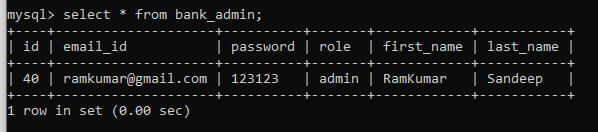 mysql> select * from bank_admin;
+----+--------------------+----------+-------+------------+-----------+
| id | email_id           | password | role  | first_name | last_name |
+----+--------------------+----------+-------+------------+-----------+
| 40 | ramkumar@gmail.com | 123123   | admin | RamKumar   | Sandeep   |
+----+--------------------+----------+-------+------------+-----------+
1 row in set (0.00 sec)